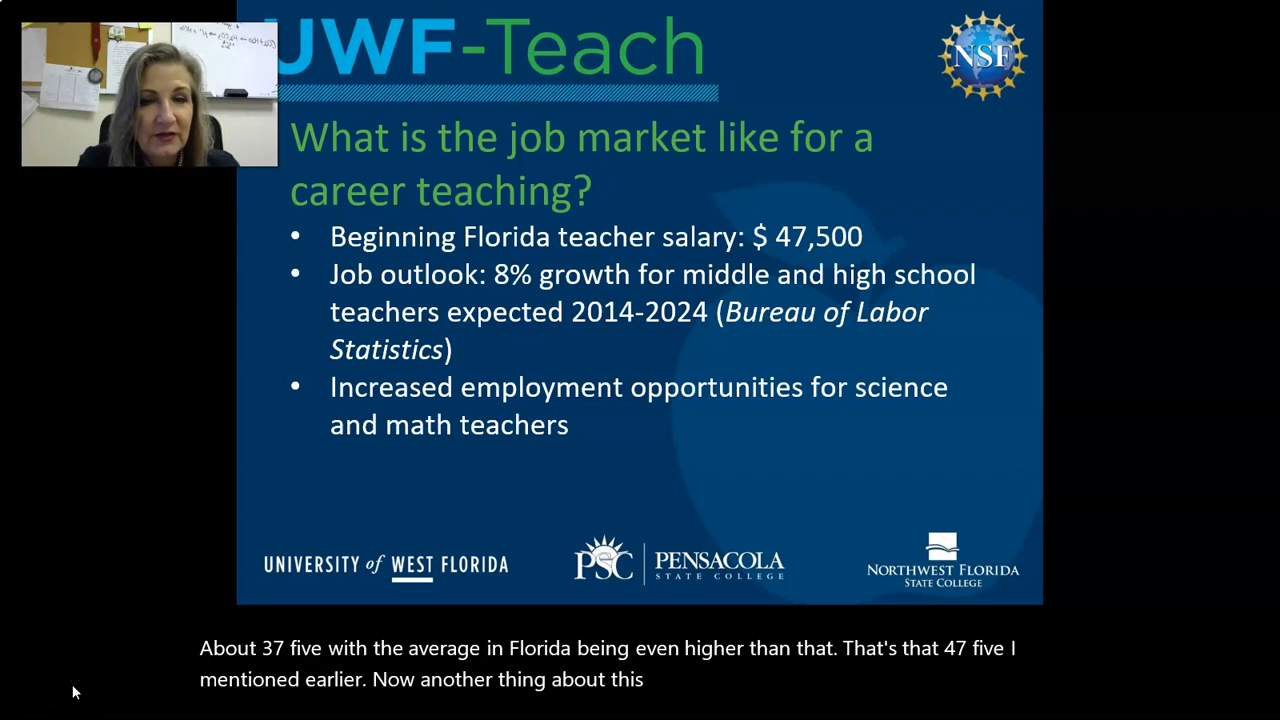 UWF-Teach
NSF
What is the job market like for a
career teaching?
• Beginning Florida teacher salary: $ 47,500
• Job outlook: 8% growth for middle and high school
teachers expected 2014-2024 (Bureau of Labor
Statistics)
• Increased employment opportunities for science
and math teachers
UNIVERSITY of WEST FLORIDA
PSC PENSACOLA
STATE COLLEGE
NORTHWEST FLORIDA
STATE COLLEGE
About 37 five with the average in Florida being even higher than that. That's that 47 five I
mentioned earlier. Now another thing about this